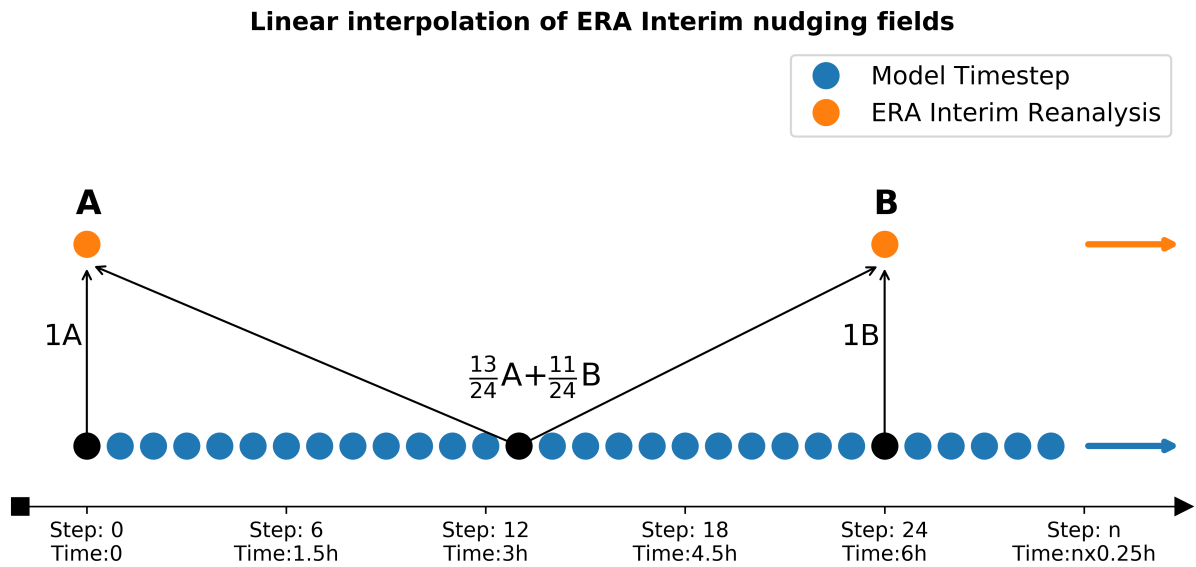 Linear interpolation of ERA Interim nudging fields
Model Timestep
ERA Interim Reanalysis
A
B
1A
1B
13/24 A+ 11/24 B
Step: 0
Time:0
Step: 6
Time:1.5h
Step: 12
Time:3h
Step: 18
Time:4.5h
Step: 24
Time:6h
Step: n
Time:nx0.25h